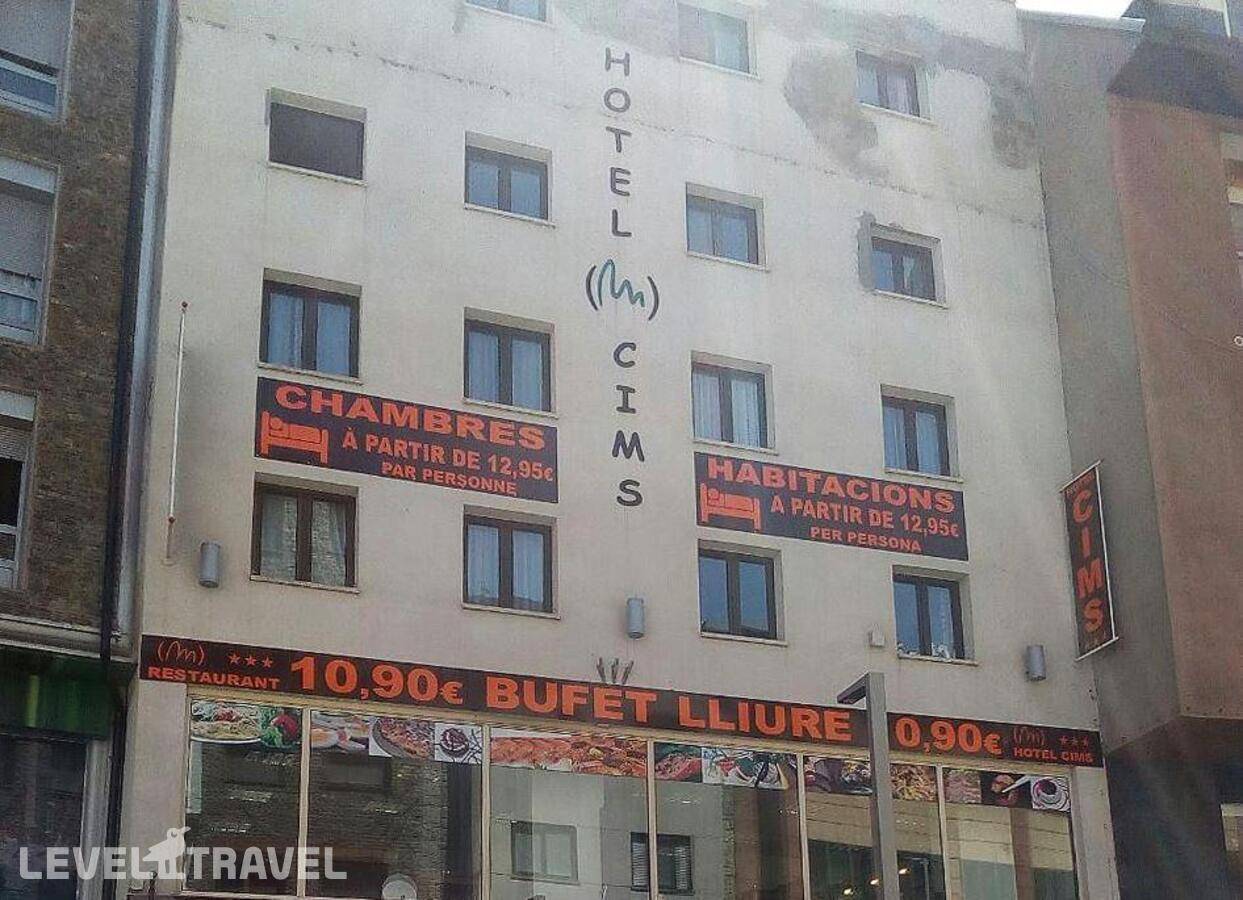 HOTEL
CIMS
CHAMBRES
À PARTIR DE 12,95€
PAR PERSONNE
HABITACIONS
A PARTIR DE 12,95€
PER PERSONA
CIMS
RESTAURANT
10,90€ BUFET LLIURE
0,90€
HOTEL CIMS
LEVEL TRAVEL